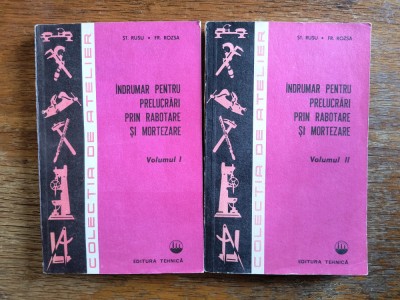 ST. RUSU • FR. ROZSA
ÎNDRUMAR PENTRU
PRELUCRĂRI
PRIN RABOTARE
ȘI MORTEZARE
Volumul I
EDITURA TEHNICĂ
COLECȚIA DE ATELIER
ST. RUSU • FR. ROZSA
ÎNDRUMAR PENTRU
PRELUCRĂRI
PRIN RABOTARE
ȘI MORTEZARE
Volumul II
EDITURA TEHNICĂ
COLECȚIA DE ATELIER